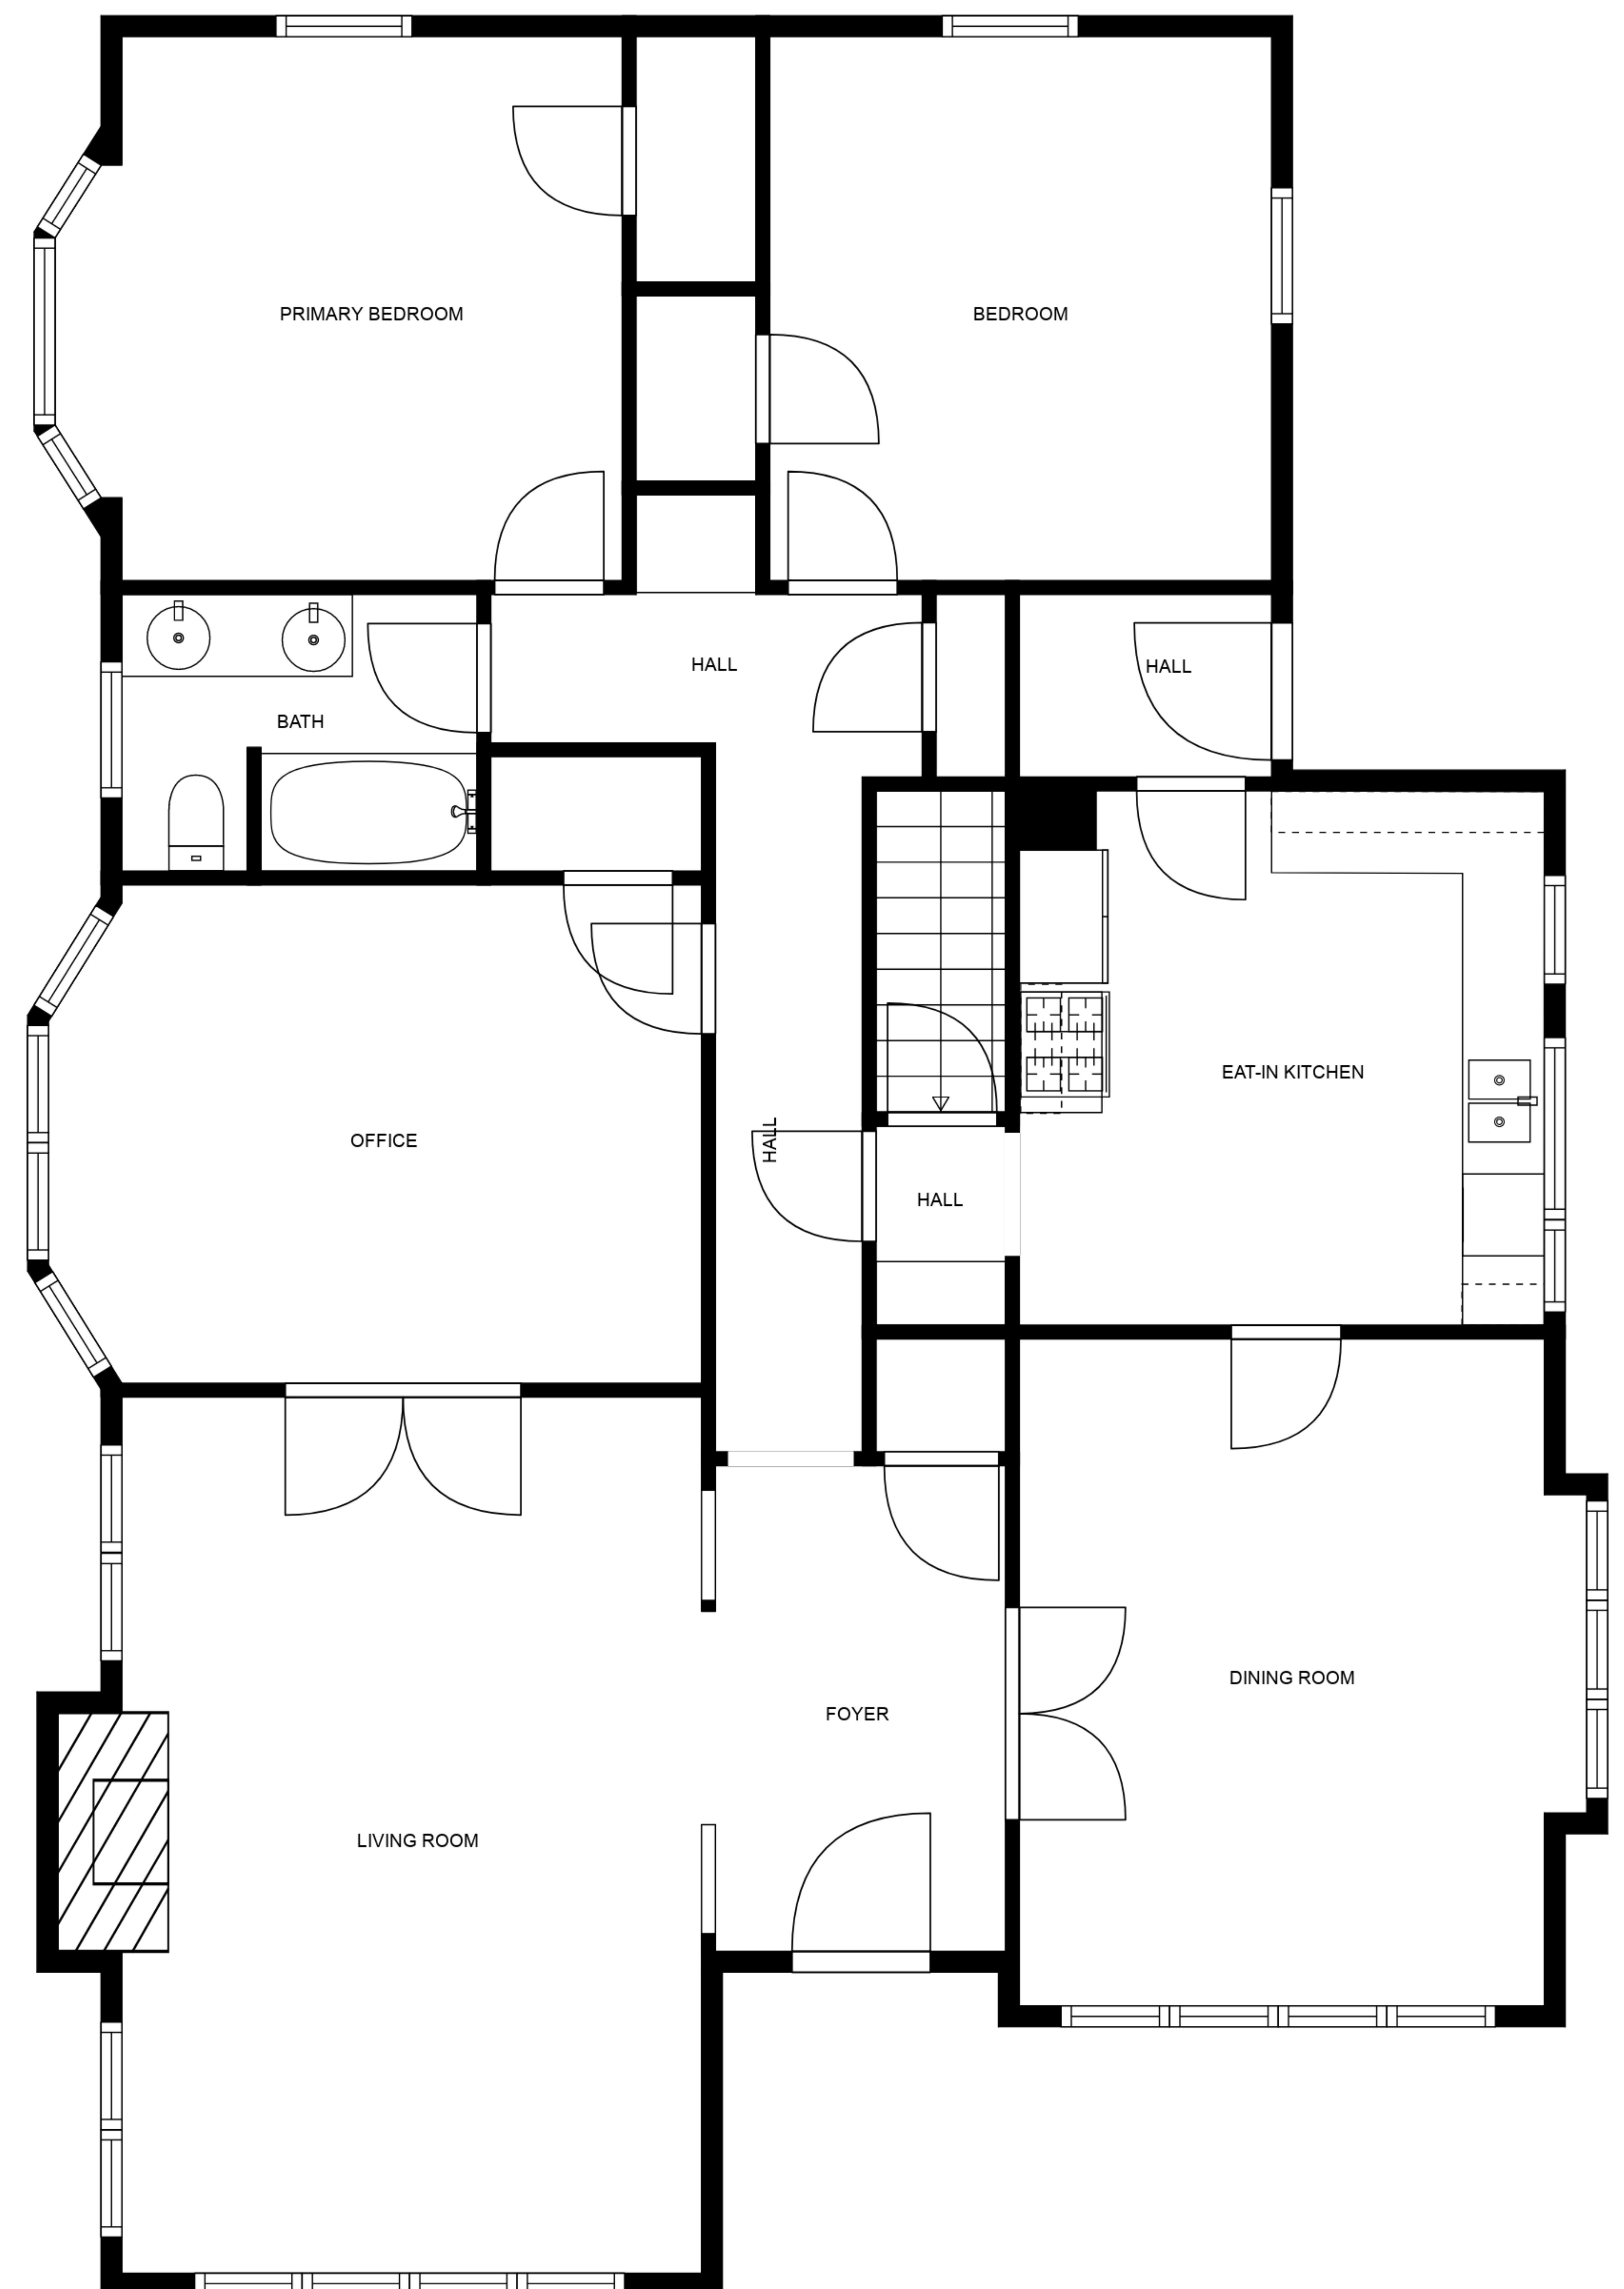 PRIMARY BEDROOM
BEDROOM
HALL
HALL
BATH
EAT-IN KITCHEN
HALL
OFFICE
HALL
DINING ROOM
FOYER
LIVING ROOM